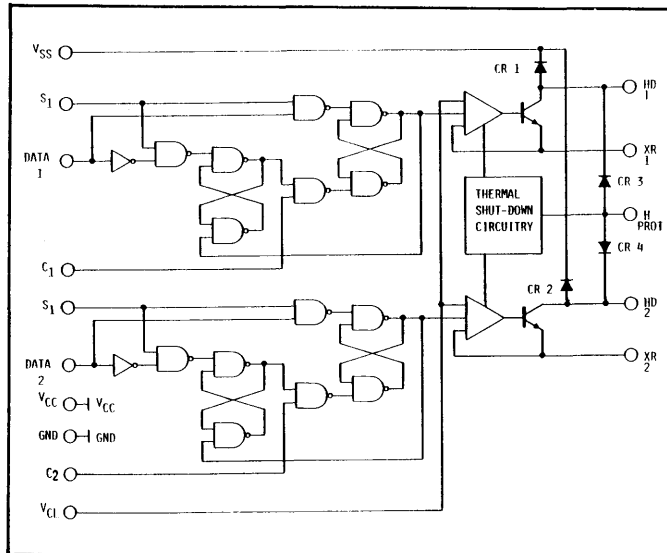 VSS
CR 1
HD 1
S1
DATA 1
XR 1
CR 3
THERMAL
SHUT-DOWN
CIRCUITRY
H PROT
CR 4
C1
S1
CR 2
HD 2
DATA 2
XR 2
VCC VCC
GND GND
C2
VCL